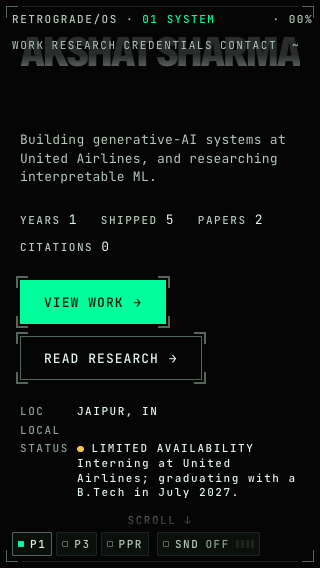 RETROGRADE/OS · 01 SYSTEM · 00%
WORK RESEARCH CREDENTIALS CONTACT ~
AKSHAT SHARMA
Building generative-AI systems at
United Airlines, and researching
interpretable ML.
YEARS 1 SHIPPED 5 PAPERS 2
CITATIONS 0
VIEW WORK →
READ RESEARCH →
LOC JAIPUR, IN
LOCAL
STATUS LIMITED AVAILABILITY
Interning at United
Airlines; graduating with a
B.Tech in July 2027.
SCROLL ↓
P1 P3 PPR SND OFF